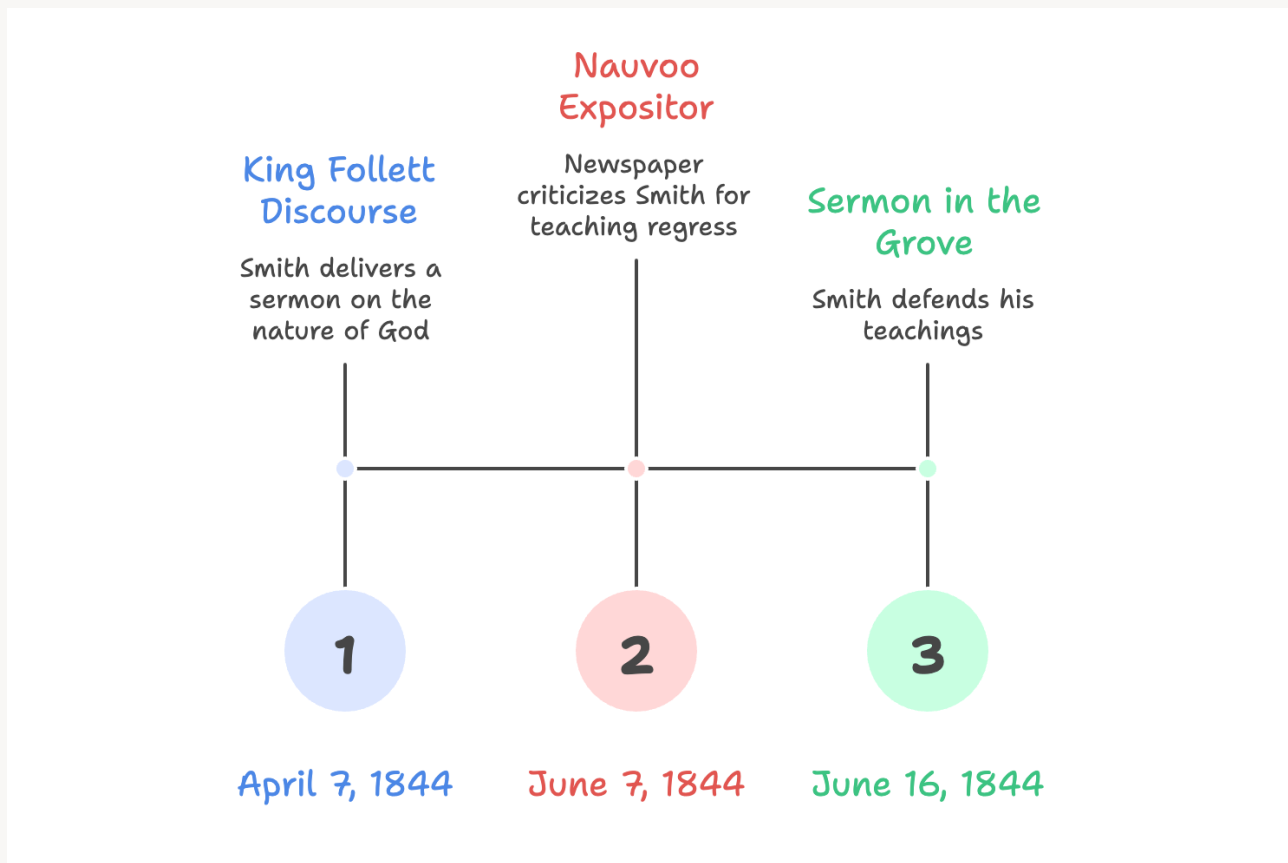 King Follett
Discourse
Smith delivers a
sermon on the
nature of God
Nauvoo
Expositor
Newspaper
criticizes Smith for
teaching regress
Sermon in the
Grove
Smith defends his
teachings
1
2
3
April 7, 1844
June 7, 1844
June 16, 1844